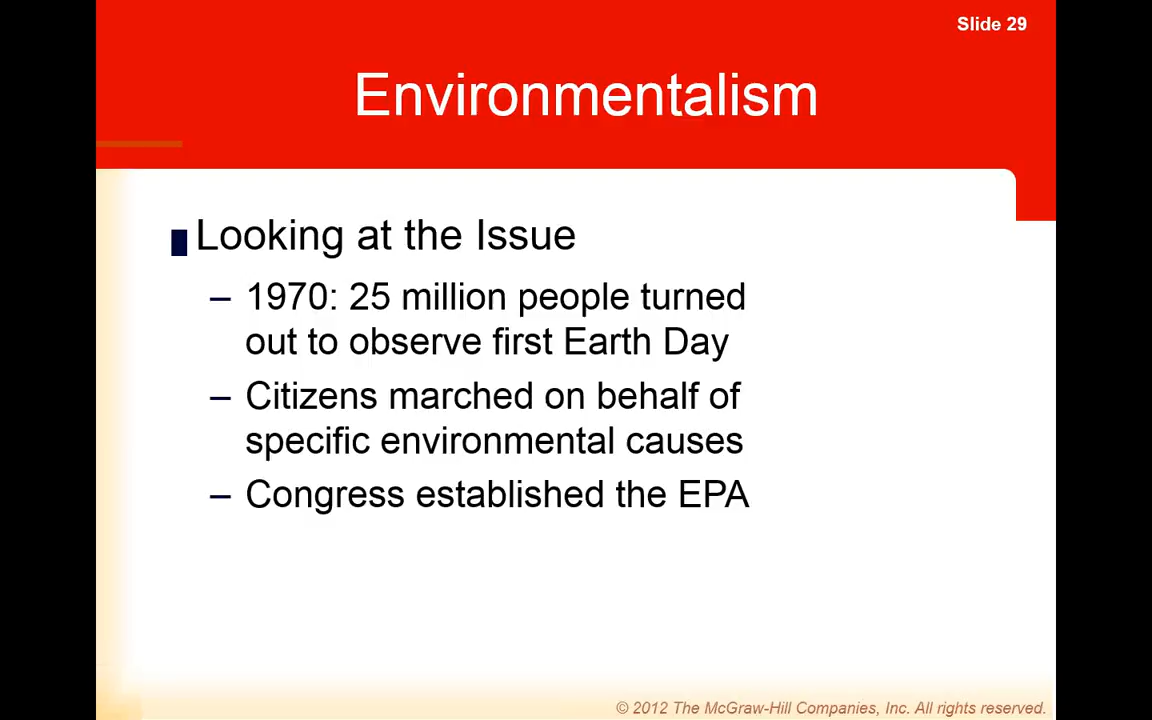 Slide 29
Environmentalism
Looking at the Issue
– 1970: 25 million people turned
out to observe first Earth Day
– Citizens marched on behalf of
specific environmental causes
– Congress established the EPA
© 2012 The McGraw-Hill Companies, Inc. All rights reserved.